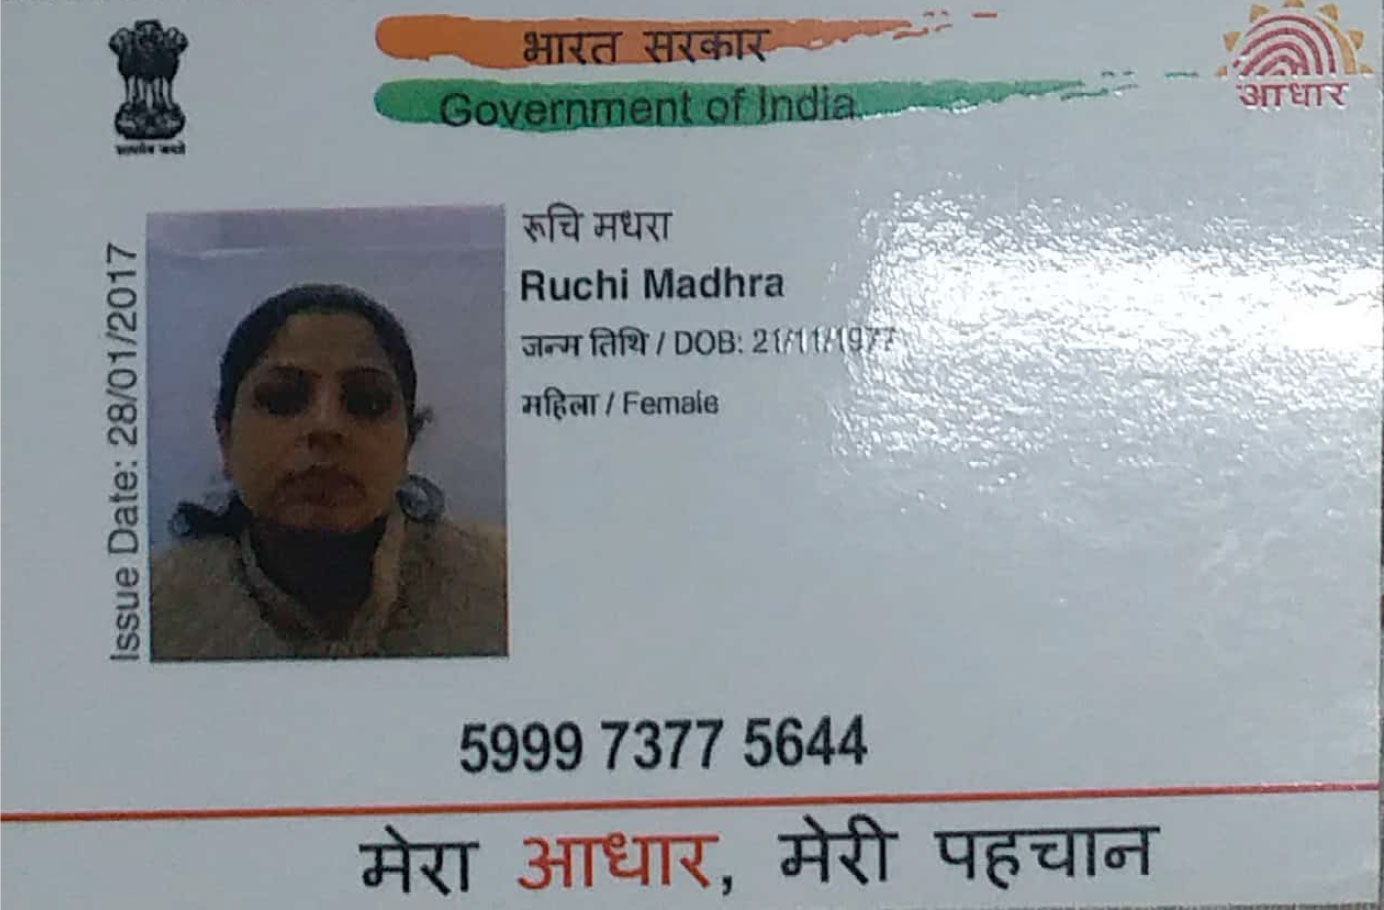 भारत सरकार
Government of India
आधार
सत्यमेव जयते
Issue Date: 28/01/2017
रूचि मधरा
Ruchi Madhra
जन्म तिथि / DOB: 21/11/1977
महिला / Female
5999 7377 5644
मेरा आधार, मेरी पहचान